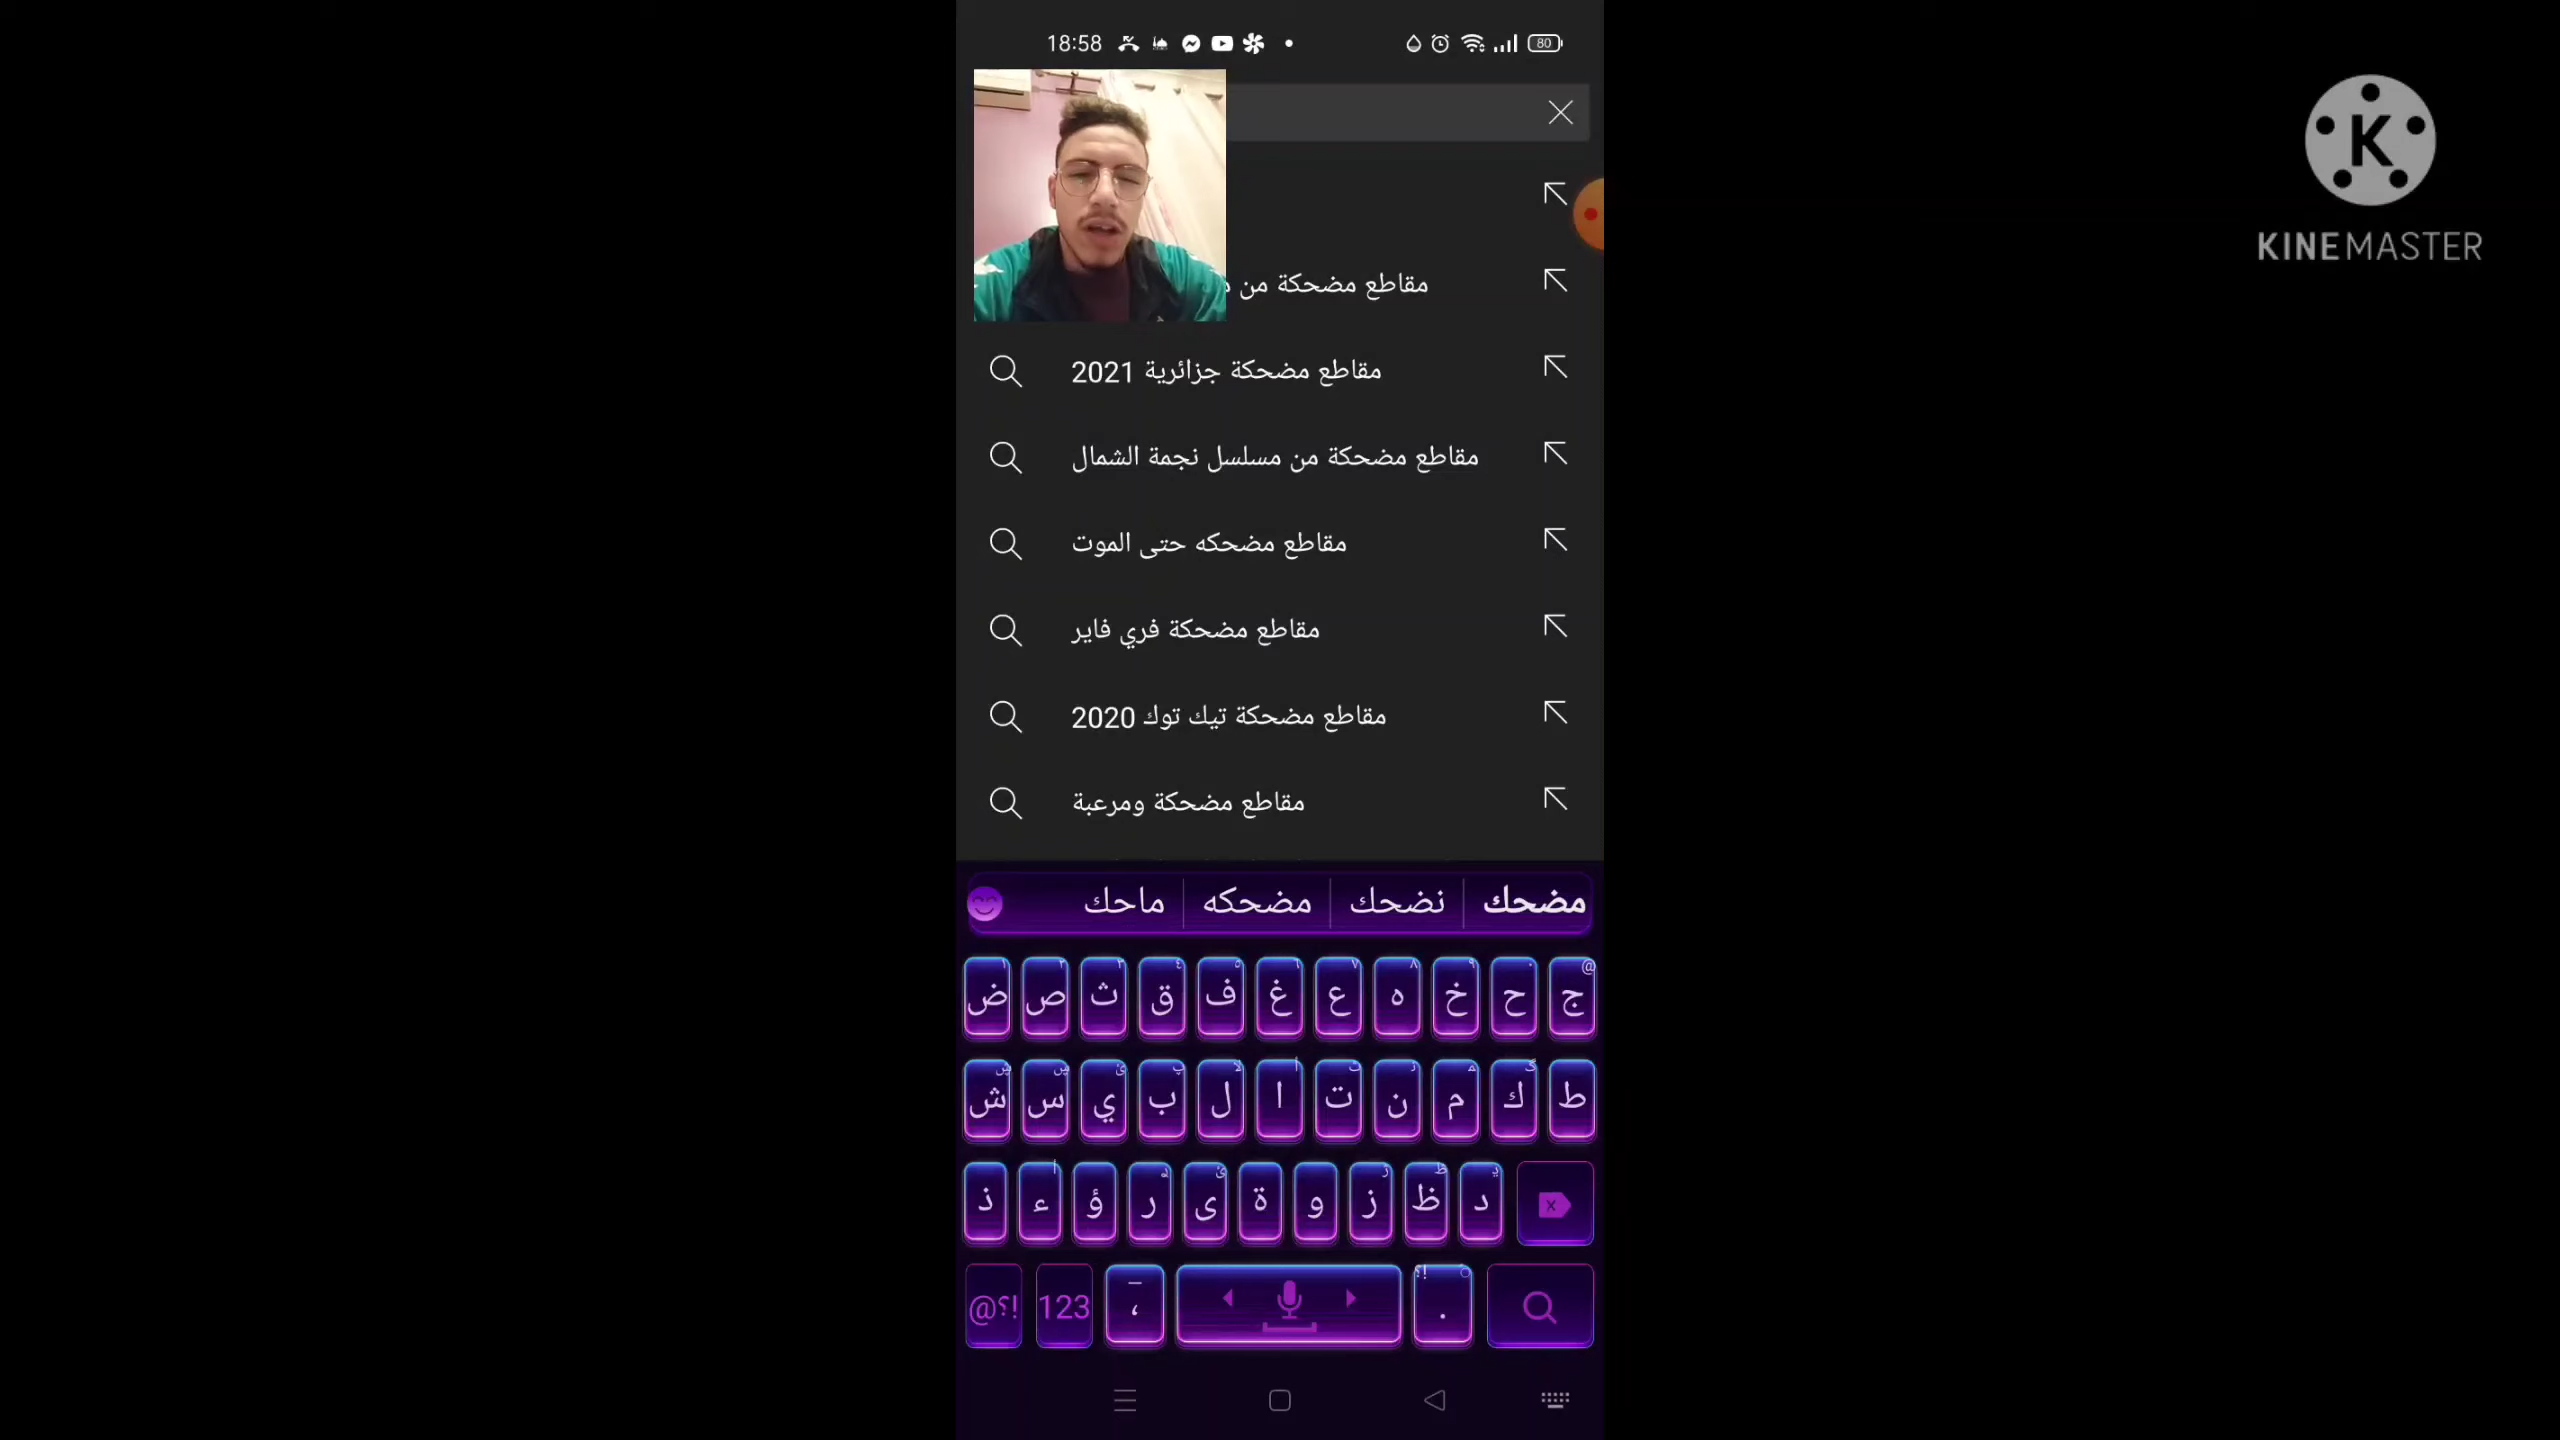 18:58
80
KINEMASTER
مقاطع مضحكة من
مقاطع مضحكة جزائرية 2021
مقاطع مضحكة من مسلسل نجمة الشمال
مقاطع مضحكه حتى الموت
مقاطع مضحكة فري فاير
مقاطع مضحكة تيك توك 2020
مقاطع مضحكة ومرعبة
مضحك نضحك مضحكه ماحك
ج ح خ ه ع غ ف ق ث ص ض
ط ك م ن ت ا ل ب ي س ش
د ظ ز و ة ى ر ؤ ء ذ
@؟! 123 ، .